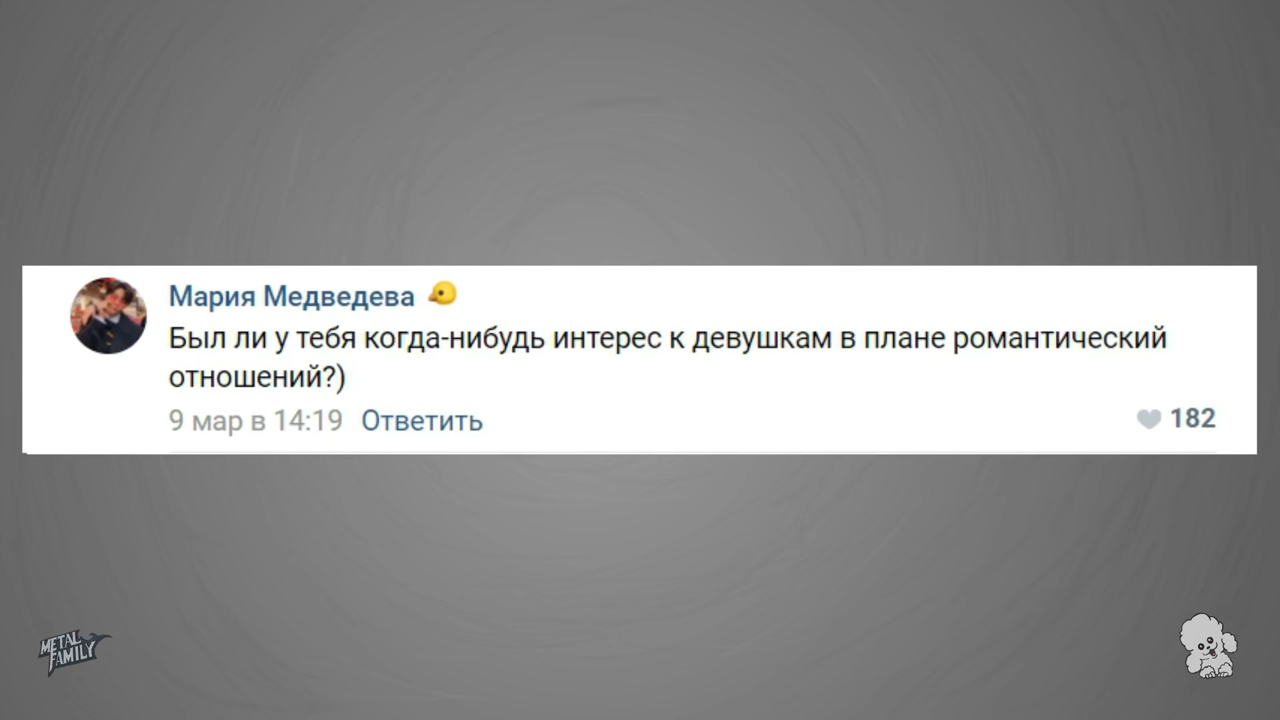 Мария Медведева
Был ли у тебя когда-нибудь интерес к девушкам в плане романтический
отношений?)
9 мар в 14:19 Ответить 182
METAL
FAMILY